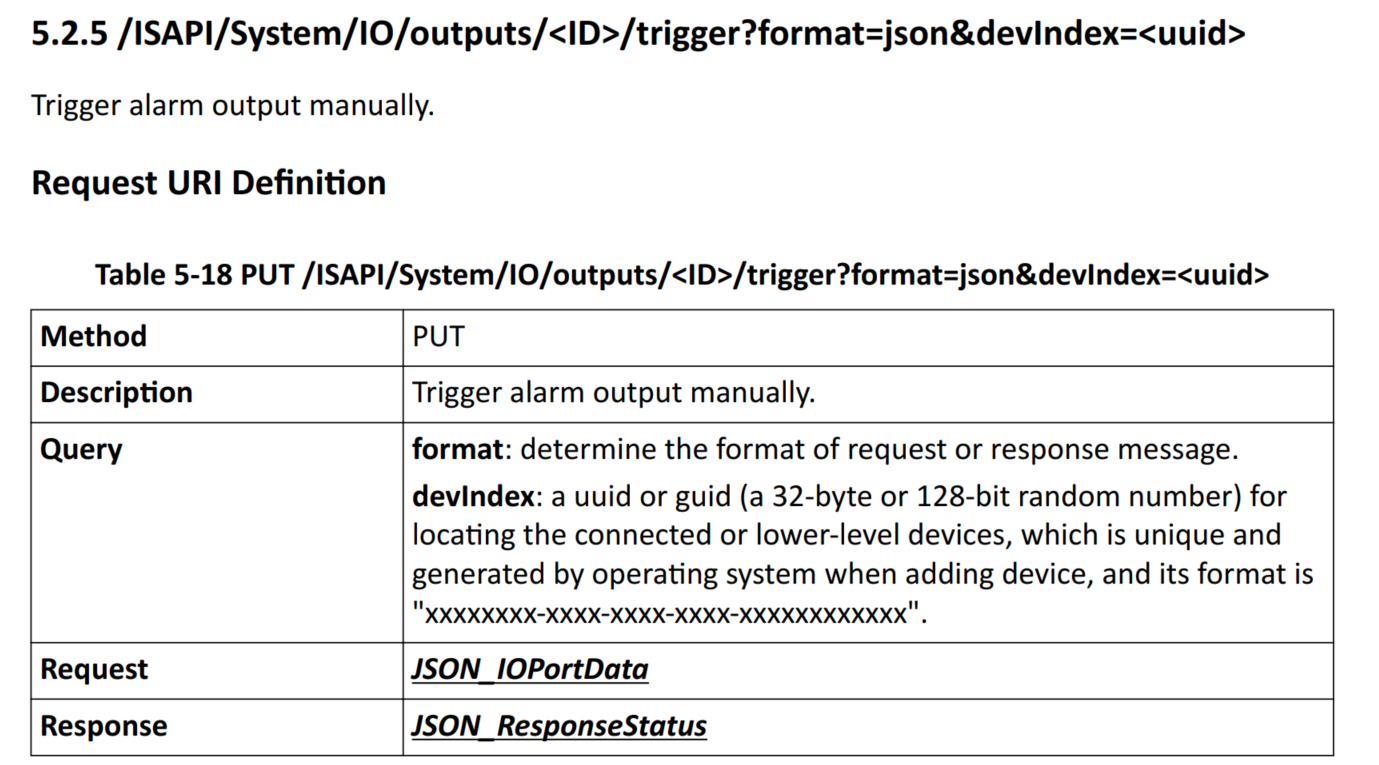 5.2.5 /ISAPI/System/IO/outputs/<ID>/trigger?format=json&devIndex=<uuid>
Trigger alarm output manually.
Request URI Definition
Table 5-18 PUT /ISAPI/System/IO/outputs/<ID>/trigger?format=json&devIndex=<uuid>
Method PUT
Description Trigger alarm output manually.
Query format: determine the format of request or response message.
devIndex: a uuid or guid (a 32-byte or 128-bit random number) for
locating the connected or lower-level devices, which is unique and
generated by operating system when adding device, and its format is
"xxxxxxxx-xxxx-xxxx-xxxx-xxxxxxxxxxxx".
Request JSON_IOPortData
Response JSON_ResponseStatus